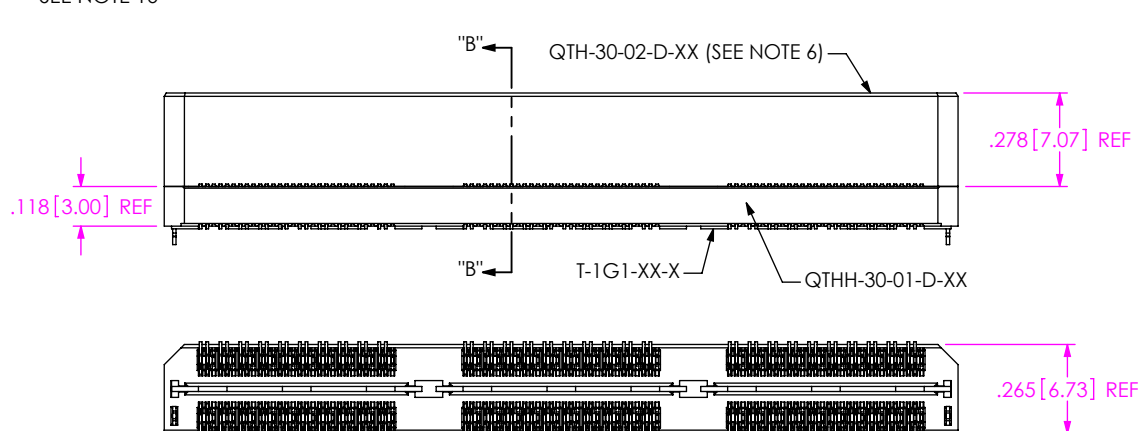 "B"
QTH-30-02-D-XX (SEE NOTE 6)
.278[7.07] REF
.118[3.00] REF
"B"
T-1G1-XX-X
QTHH-30-01-D-XX
.265[6.73] REF